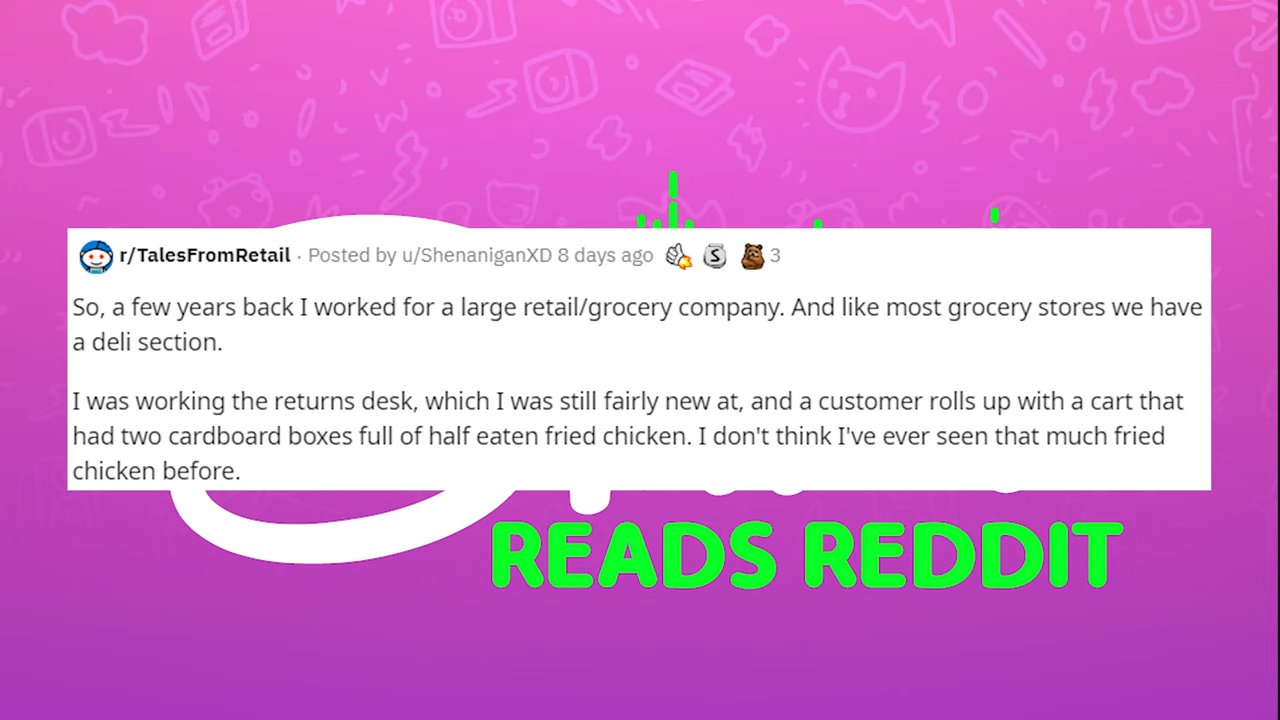 r/TalesFromRetail · Posted by u/ShenaniganXD 8 days ago 3
So, a few years back I worked for a large retail/grocery company. And like most grocery stores we have
a deli section.
I was working the returns desk, which I was still fairly new at, and a customer rolls up with a cart that
had two cardboard boxes full of half eaten fried chicken. I don't think I've ever seen that much fried
chicken before.
READS REDDIT